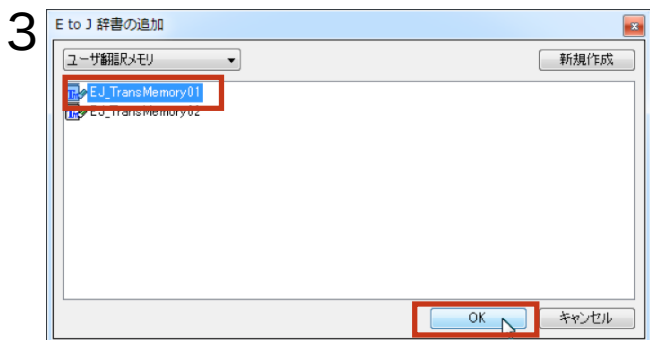 3
E to J 辞書の追加
ユーザ翻訳メモリ
新規作成
EJ_TransMemory01
EJ_TransMemory02
OK
キャンセル